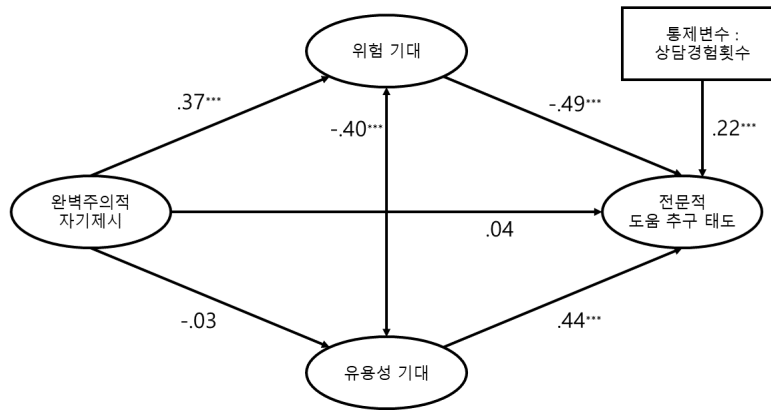 위험 기대
통제변수 :
상담경험횟수
.37***
-.40***
-.49***
.22***
완벽주의적
자기제시
.04
전문적
도움 추구 태도
-.03
.44***
유용성 기대